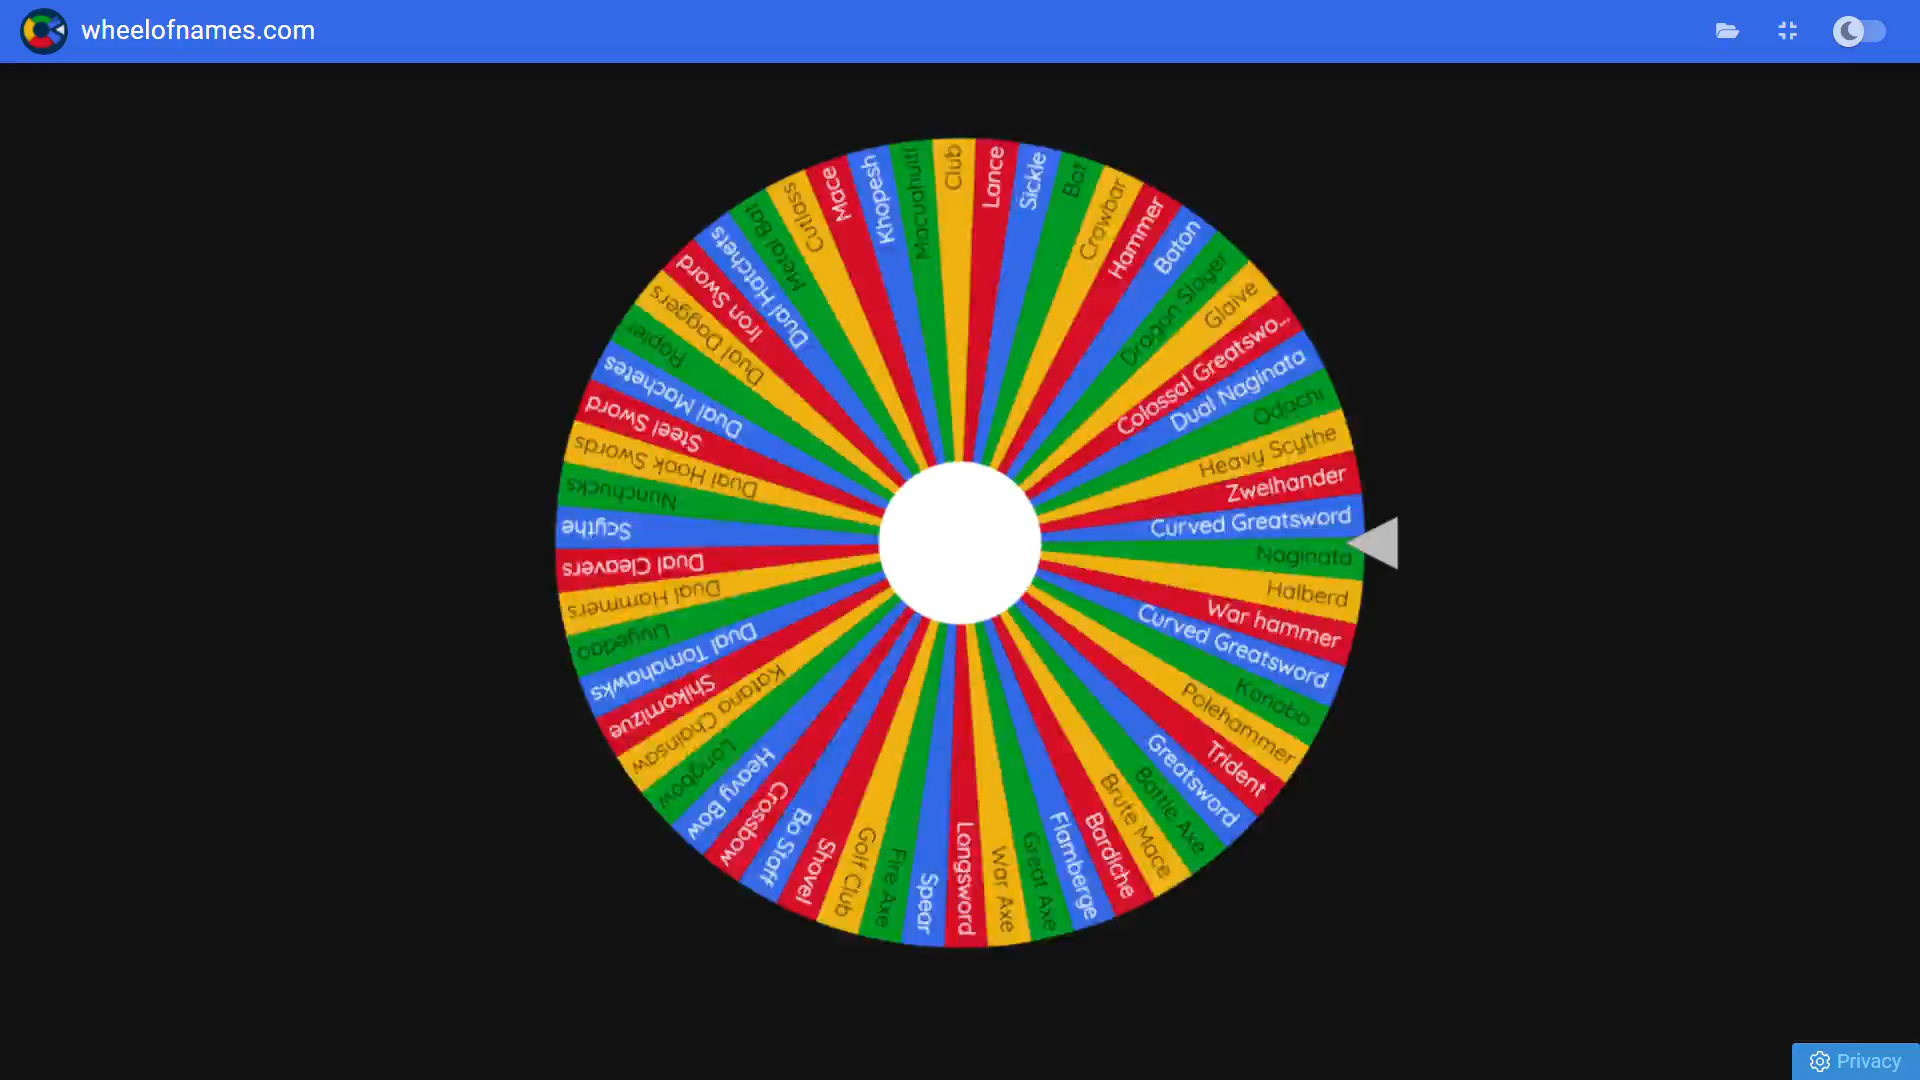 wheelofnames.com
Club
Lance
Sickle
Bat
Crowbar
Hammer
Baton
Dragon Slayer
Glaive
Colossal Greatswo...
Dual Naginata
Odachi
Heavy Scythe
Zweihander
Curved Greatsword
Naginata
Halberd
War hammer
Curved Greatsword
Kanabo
Polehammer
Trident
Greatsword
Battle Axe
Brute Mace
Bardiche
Flamberge
Great Axe
War Axe
Longsword
Spear
Fire Axe
Golf Club
Shovel
Bo Staff
Crossbow
Heavy Bow
Longbow
Katana Chainsaw
Shikomizue
Dual Tomahawks
Liuyedao
Dual Hammers
Dual Cleavers
Scythe
Nunchucks
Dual Hook Swords
Steel Sword
Dual Machetes
Rapier
Dual Daggers
Iron Sword
Dual Hatchets
Metal Bat
Cutlass
Mace
Khopesh
Macuahuitl
Privacy